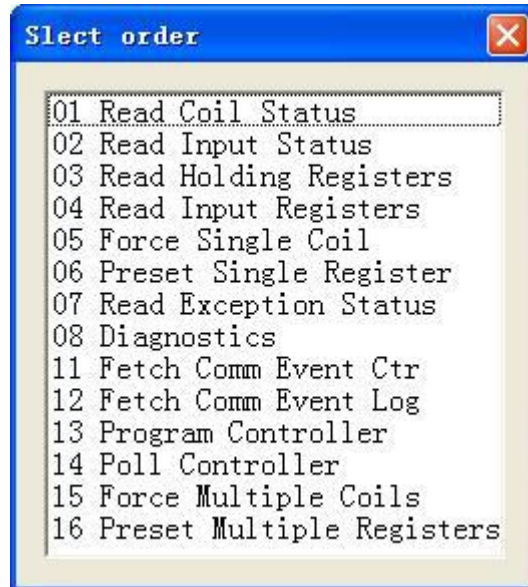 Slect order
01 Read Coil Status
02 Read Input Status
03 Read Holding Registers
04 Read Input Registers
05 Force Single Coil
06 Preset Single Register
07 Read Exception Status
08 Diagnostics
11 Fetch Comm Event Ctr
12 Fetch Comm Event Log
13 Program Controller
14 Poll Controller
15 Force Multiple Coils
16 Preset Multiple Registers